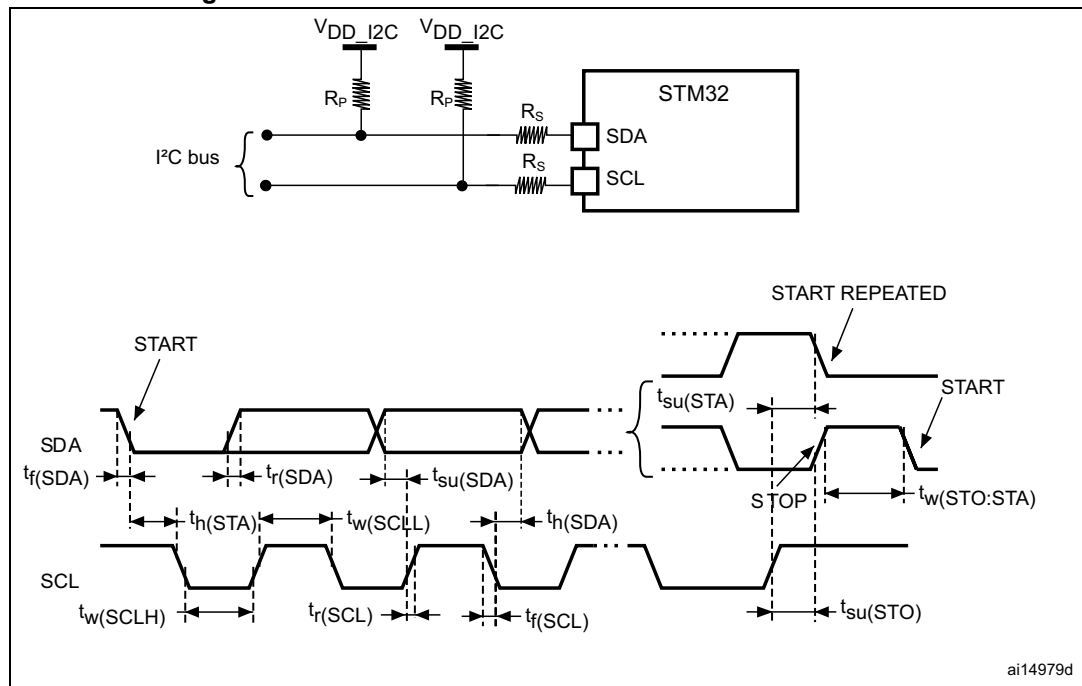 VDD_I2C VDD_I2C
RP RP
STM32
RS
SDA
I²C bus
RS
SCL
START REPEATED
START
tsu(STA)
START
SDA
tf(SDA)
tr(SDA)
tsu(SDA)
STOP
tw(STO:STA)
th(STA)
tw(SCLL)
th(SDA)
SCL
tw(SCLH)
tr(SCL)
tf(SCL)
tsu(STO)
ai14979d